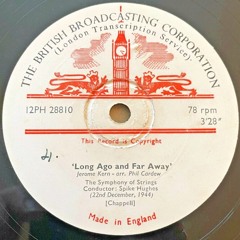 THE BRITISH BROADCASTING CORPORATION
(London Transcription Service)
12PH 28810
78 rpm
3'28"
This Record is Copyright
4.
'Long Ago and Far Away'
Jerome Kern - arr. Phil Cardew
The Symphony of Strings
Conductor: Spike Hughes
(22nd December, 1944)
[Chappell]
Made in England